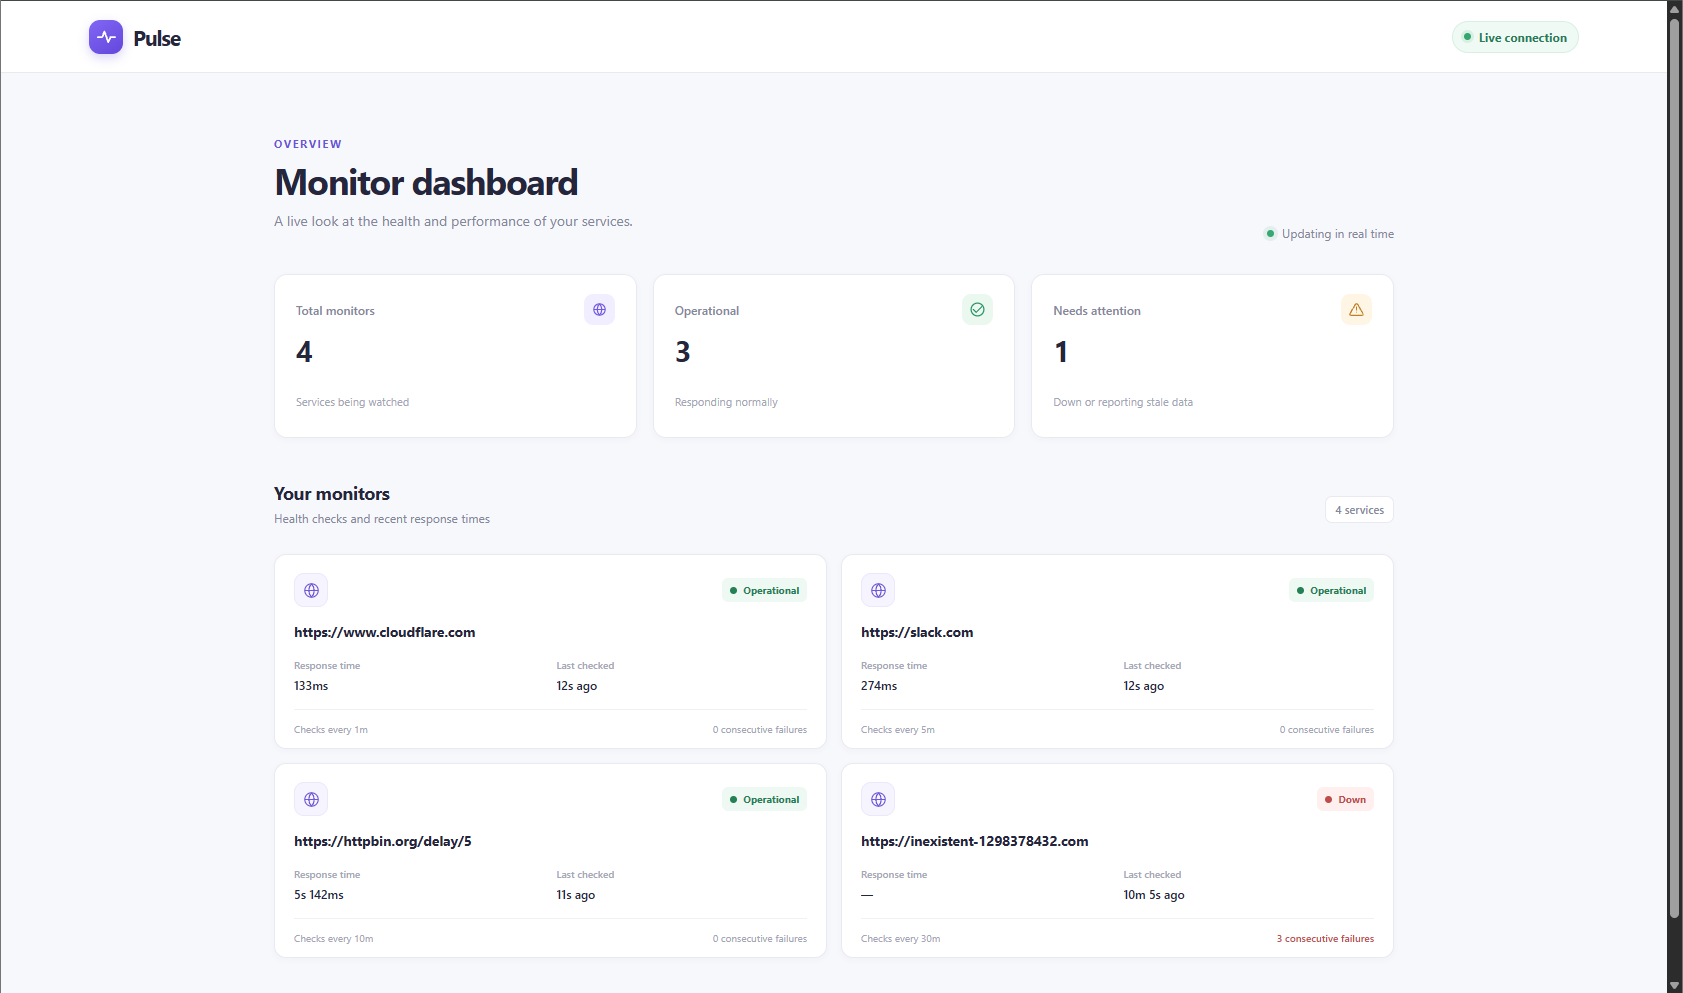 Pulse
Live connection
OVERVIEW
Monitor dashboard
A live look at the health and performance of your services.
Updating in real time
Total monitors
4
Services being watched
Operational
3
Responding normally
Needs attention
1
Down or reporting stale data
Your monitors
Health checks and recent response times
4 services
Operational
https://www.cloudflare.com
Response time
133ms
Last checked
12s ago
Checks every 1m
0 consecutive failures
Operational
https://slack.com
Response time
274ms
Last checked
12s ago
Checks every 5m
0 consecutive failures
Operational
https://httpbin.org/delay/5
Response time
5s 142ms
Last checked
11s ago
Checks every 10m
0 consecutive failures
Down
https://inexistent-1298378432.com
Response time
—
Last checked
10m 5s ago
Checks every 30m
3 consecutive failures